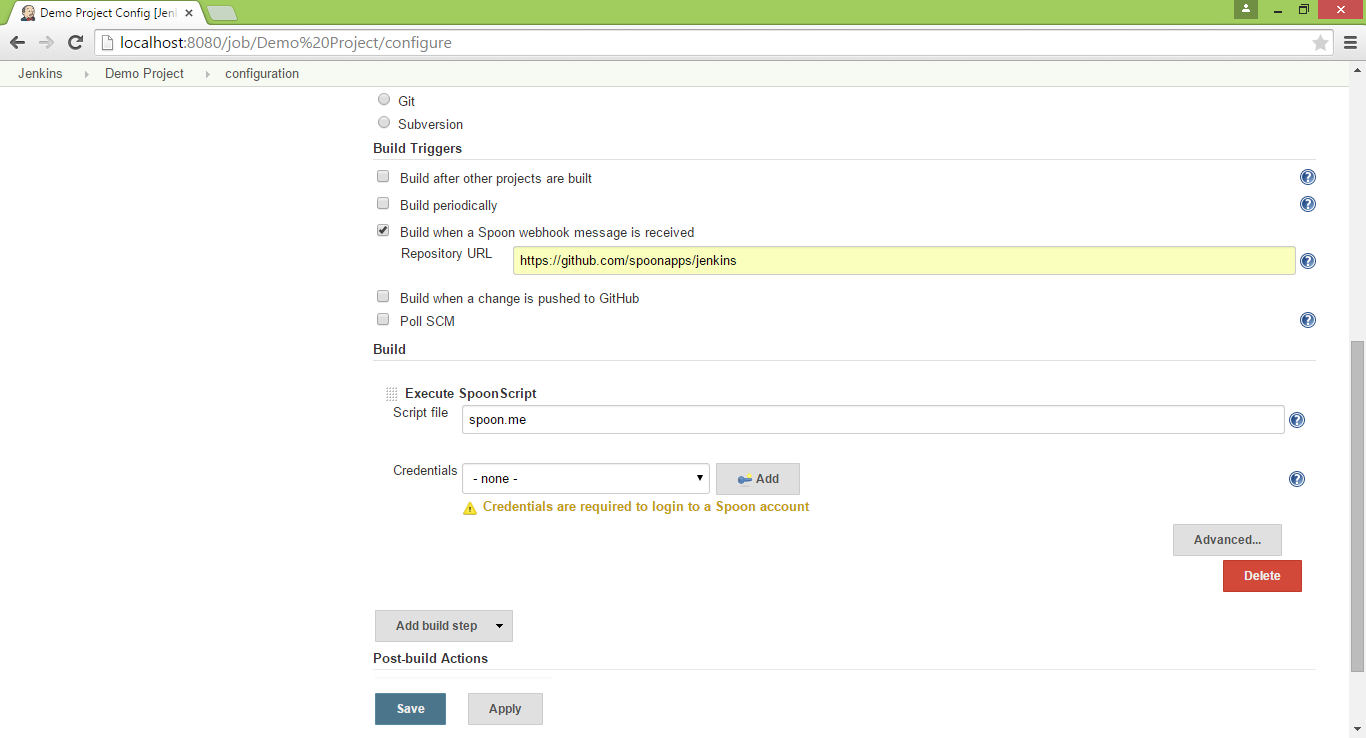 Demo Project Config [Jenk
localhost:8080/job/Demo%20Project/configure
Jenkins Demo Project configuration
Git
Subversion
Build Triggers
Build after other projects are built
Build periodically
Build when a Spoon webhook message is received
Repository URL https://github.com/spoonapps/jenkins
Build when a change is pushed to GitHub
Poll SCM
Build
Execute SpoonScript
Script file spoon.me
Credentials - none - Add
Credentials are required to login to a Spoon account
Advanced...
Delete
Add build step
Post-build Actions
Save Apply